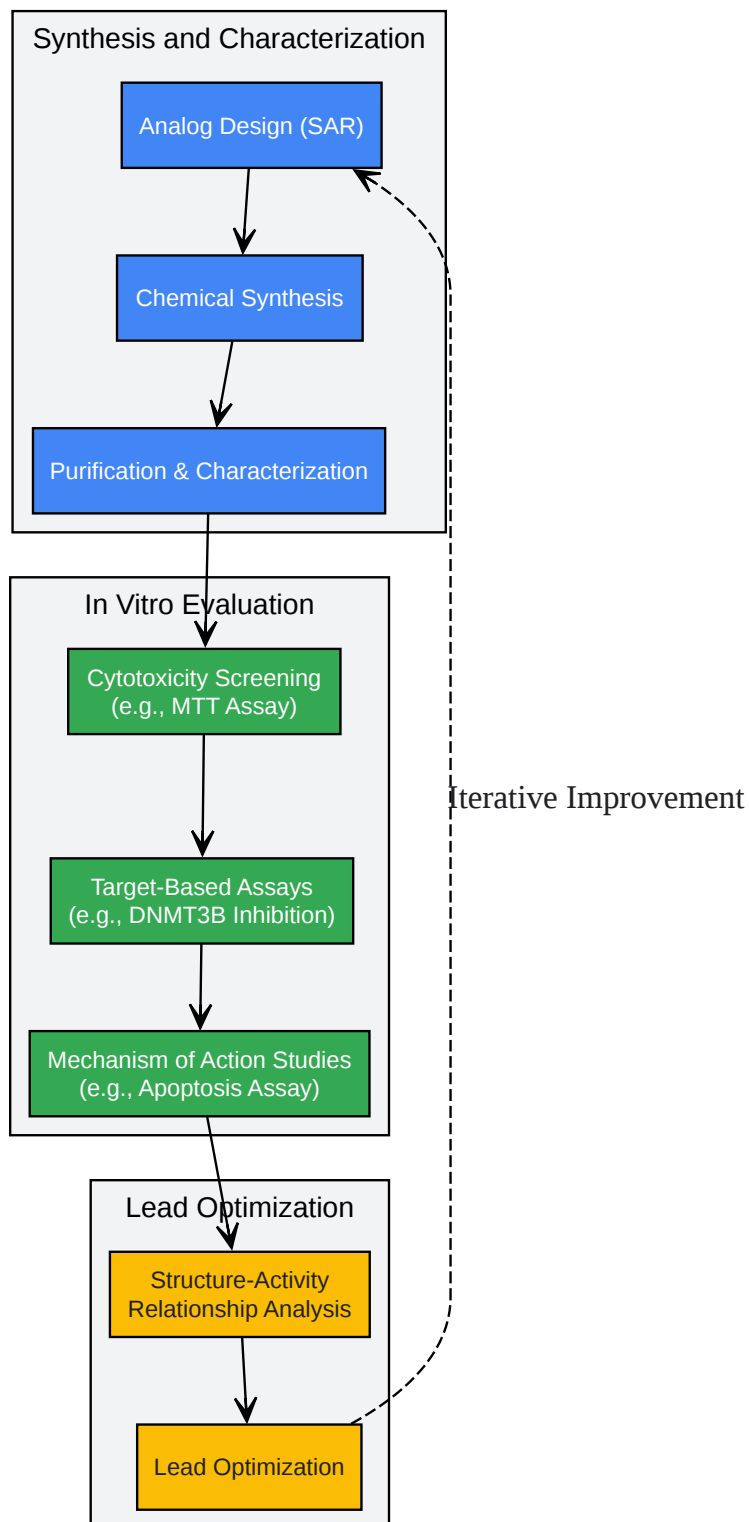 Synthesis and Characterization
Analog Design (SAR)
Chemical Synthesis
Purification & Characterization
In Vitro Evaluation
Cytotoxicity Screening
(e.g., MTT Assay)
Target-Based Assays
(e.g., DNMT3B Inhibition)
Mechanism of Action Studies
(e.g., Apoptosis Assay)
Lead Optimization
Structure-Activity
Relationship Analysis
Lead Optimization
Iterative Improvement